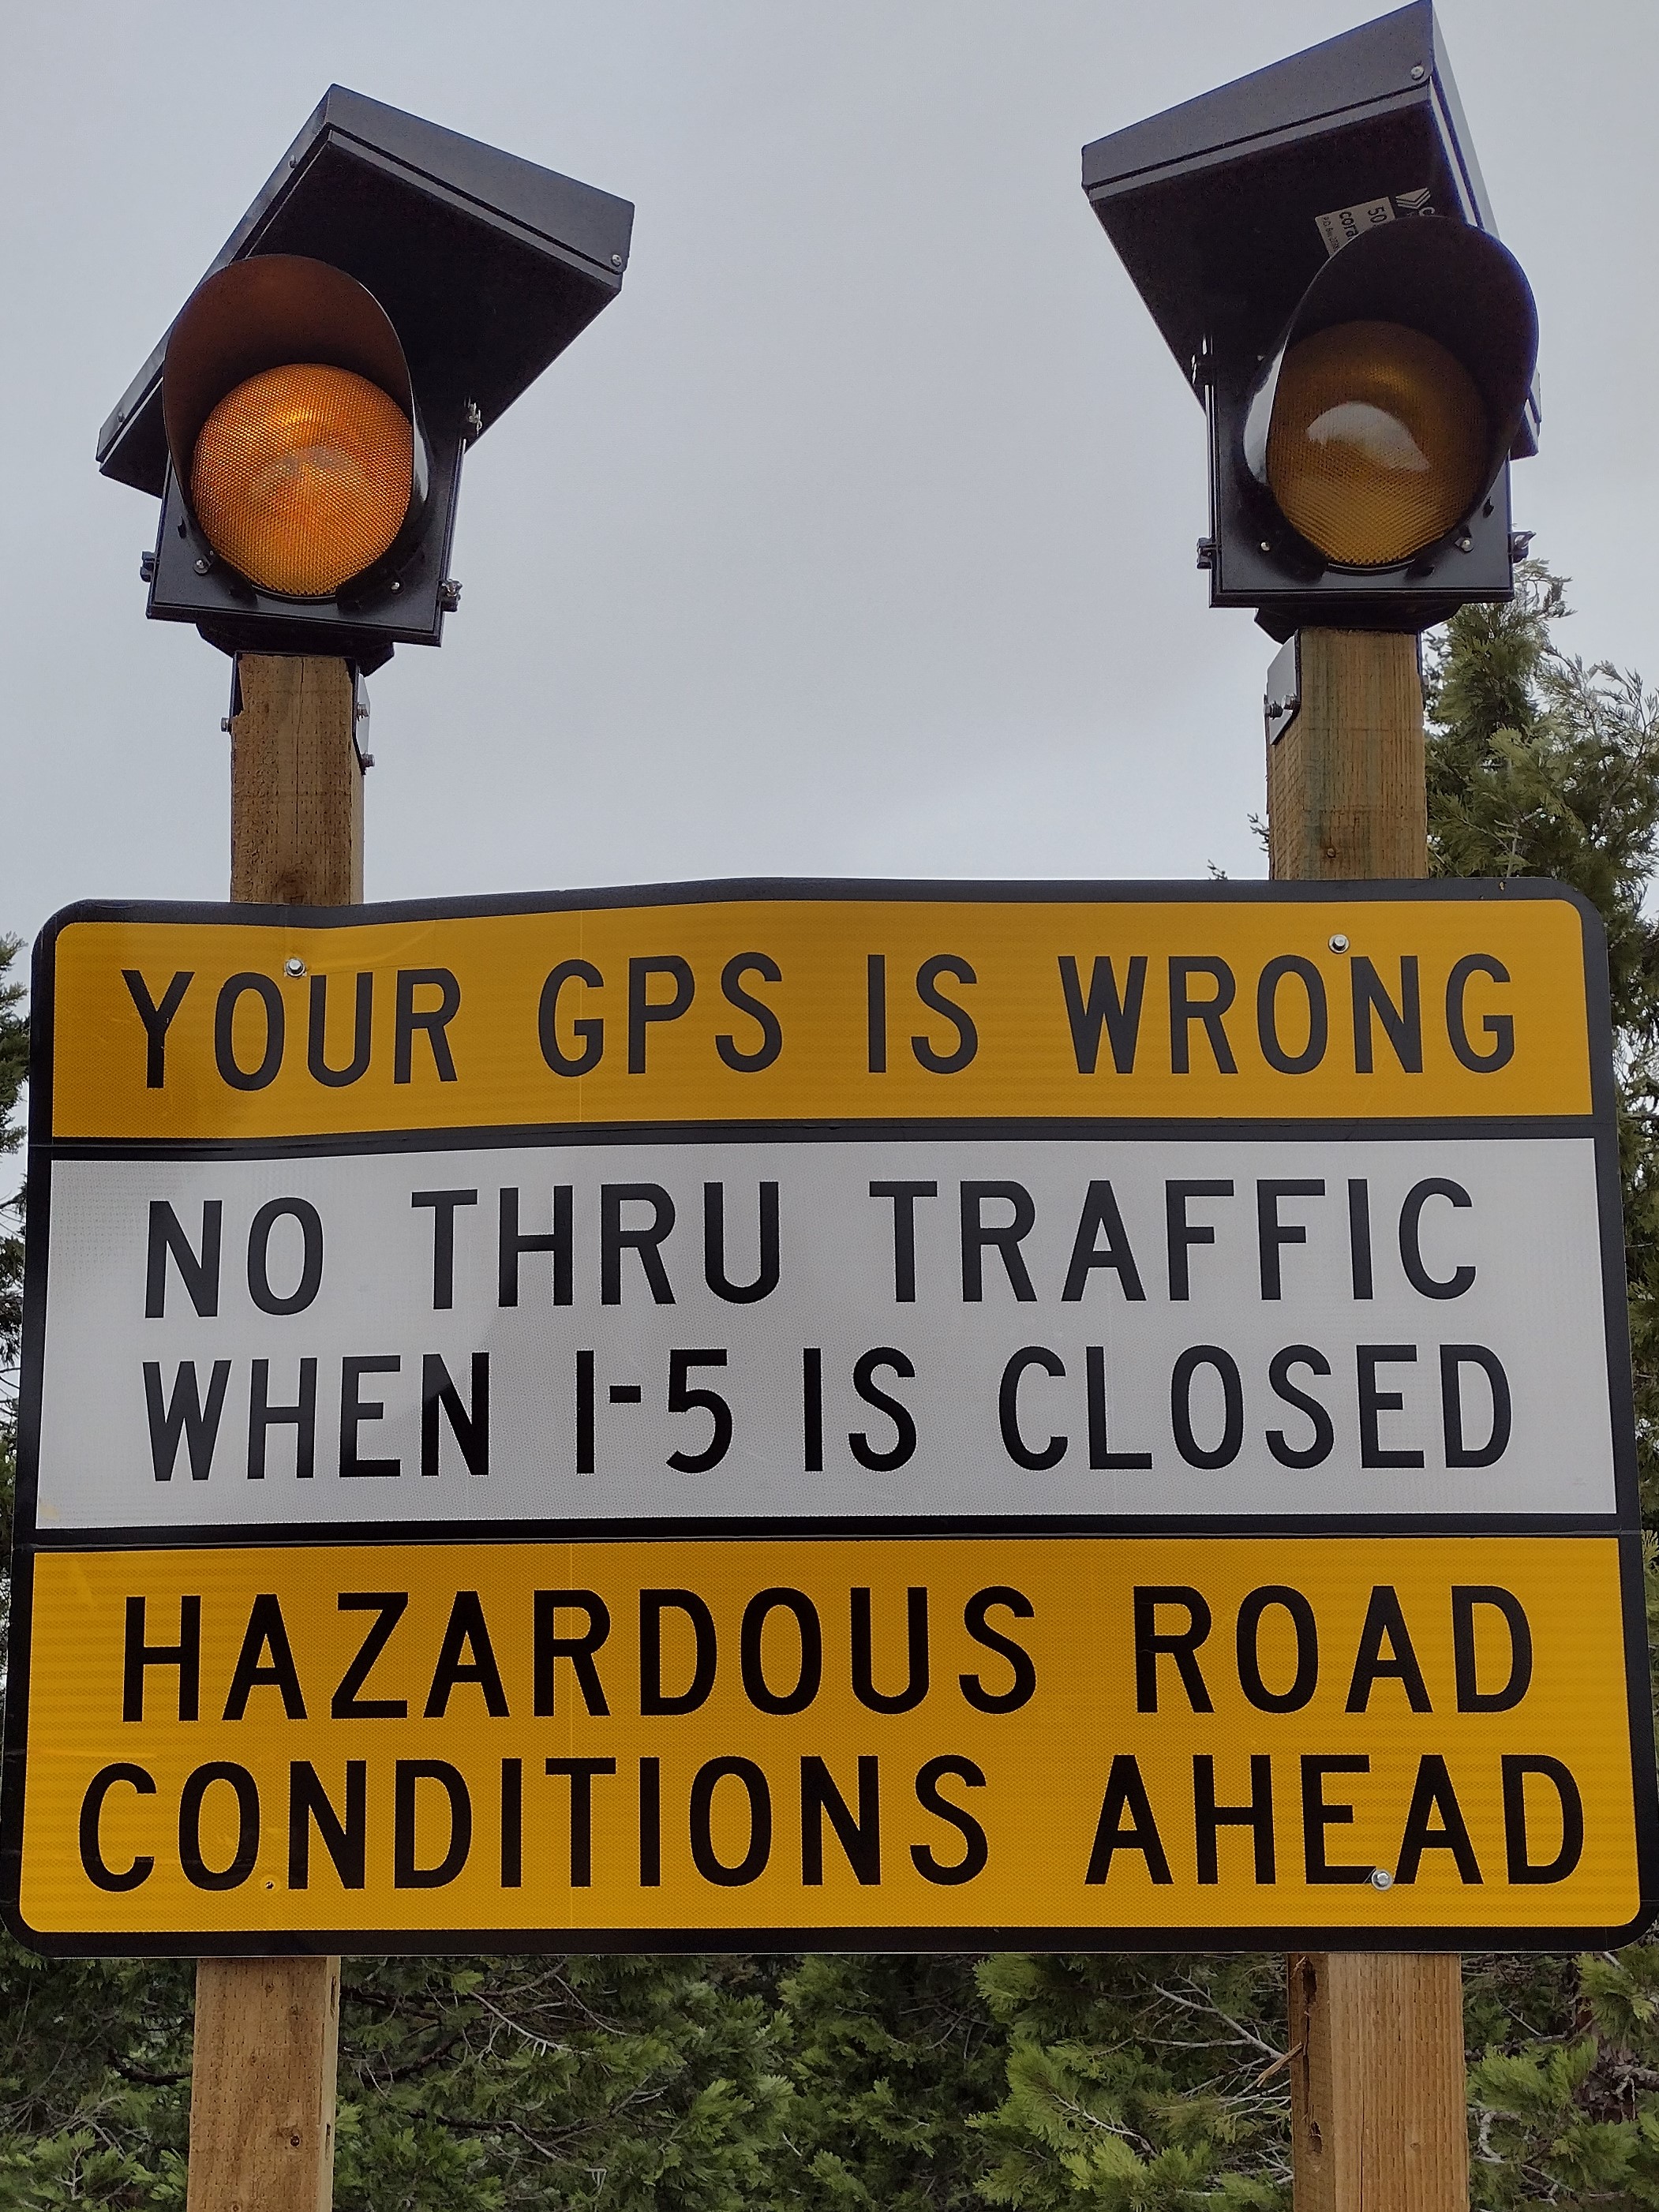 YOUR GPS IS WRONG
NO THRU TRAFFIC
WHEN I-5 IS CLOSED
HAZARDOUS ROAD
CONDITIONS AHEAD